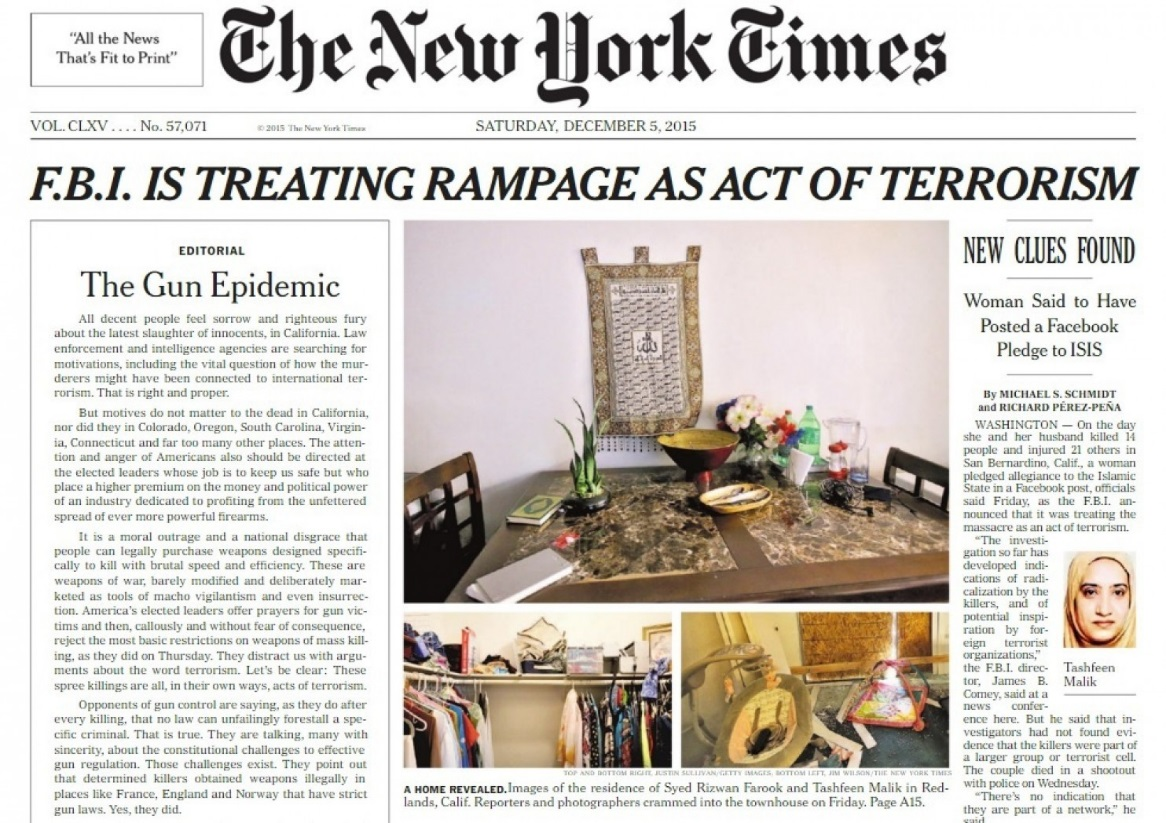 "All the News
That's Fit to Print"
The New York Times
VOL. CLXV . . . . No. 57,071
© 2015 The New York Times
SATURDAY, DECEMBER 5, 2015
F.B.I. IS TREATING RAMPAGE AS ACT OF TERRORISM
EDITORIAL
The Gun Epidemic
All decent people feel sorrow and righteous fury
about the latest slaughter of innocents, in California. Law
enforcement and intelligence agencies are searching for
motivations, including the vital question of how the mur-
derers might have been connected to international ter-
rorism. That is right and proper.
But motives do not matter to the dead in California,
nor did they in Colorado, Oregon, South Carolina, Virgin-
ia, Connecticut and far too many other places. The atten-
tion and anger of Americans also should be directed at
the elected leaders whose job is to keep us safe but who
place a higher premium on the money and political power
of an industry dedicated to profiting from the unfettered
spread of ever more powerful firearms.
It is a moral outrage and a national disgrace that
people can legally purchase weapons designed specifi-
cally to kill with brutal speed and efficiency. These are
weapons of war, barely modified and deliberately mar-
keted as tools of macho vigilantism and even insurrec-
tion. America's elected leaders offer prayers for gun vic-
tims and then, callously and without fear of consequence,
reject the most basic restrictions on weapons of mass kill-
ing, as they did on Thursday. They distract us with argu-
ments about the word terrorism. Let's be clear: These
spree killings are all, in their own ways, acts of terrorism.
Opponents of gun control are saying, as they do after
every killing, that no law can unfailingly forestall a spe-
cific criminal. That is true. They are talking, many with
sincerity, about the constitutional challenges to effective
gun regulation. Those challenges exist. They point out
that determined killers obtained weapons illegally in
places like France, England and Norway that have strict
gun laws. Yes, they did.
TOP AND BOTTOM RIGHT, JUSTIN SULLIVAN/GETTY IMAGES; BOTTOM LEFT, JIM WILSON/THE NEW YORK TIMES
A HOME REVEALED. Images of the residence of Syed Rizwan Farook and Tashfeen Malik in Red-
lands, Calif. Reporters and photographers crammed into the townhouse on Friday. Page A15.
NEW CLUES FOUND
Woman Said to Have
Posted a Facebook
Pledge to ISIS
By MICHAEL S. SCHMIDT
and RICHARD PÉREZ-PEÑA
WASHINGTON — On the day
she and her husband killed 14
people and injured 21 others in
San Bernardino, Calif., a woman
pledged allegiance to the Islamic
State in a Facebook post, officials
said Friday, as the F.B.I. an-
nounced that it was treating the
massacre as an act of terrorism.
"The investi-
gation so far has
developed indi-
cations of radi-
calization by the
killers, and of
potential inspi-
ration by for-
eign terrorist
organizations,"
the F.B.I. direc-
tor, James B.
Comey, said at a
news confer-
ence here. But he said that in-
vestigators had not found evi-
dence that the killers were part of
a larger group or terrorist cell.
The couple died in a shootout
with police on Wednesday.
"There's no indication that
they are part of a network," he
said
Tashfeen
Malik